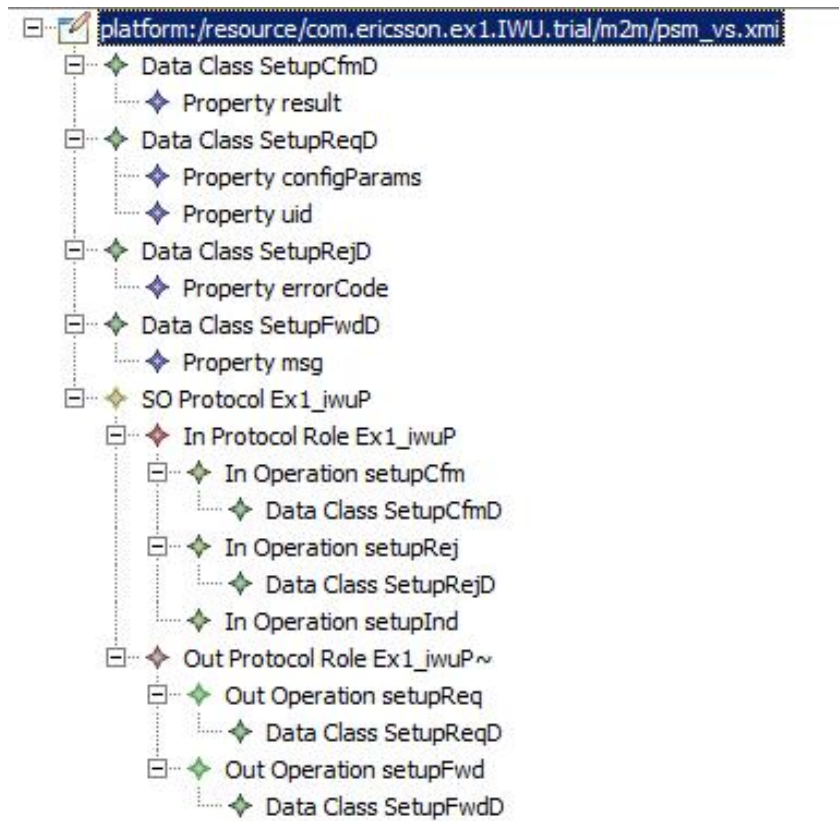 platform:/resource/com.ericsson.ex1.IWU.trial/m2m/psm_vs.xmi
Data Class SetupCfmD
Property result
Data Class SetupReqD
Property configParams
Property uid
Data Class SetupRejD
Property errorCode
Data Class SetupFwdD
Property msg
SO Protocol Ex1_iwuP
In Protocol Role Ex1_iwuP
In Operation setupCfm
Data Class SetupCfmD
In Operation setupRej
Data Class SetupRejD
In Operation setupInd
Out Protocol Role Ex1_iwuP~
Out Operation setupReq
Data Class SetupReqD
Out Operation setupFwd
Data Class SetupFwdD